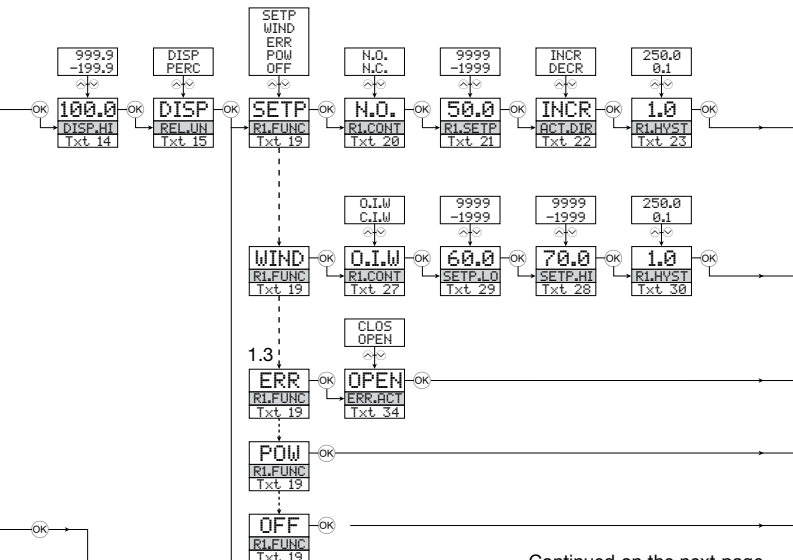 SETP
WIND
ERR
POW
OFF
999.9
-199.9
DISP
PERC
N.O.
N.C.
9999
-1999
INCR
DECR
250.0
0.1
OK
100.0
DISP.HI
Txt 14
OK
DISP
REL.UN
Txt 15
OK
SETP
R1.FUNC
Txt 19
OK
N.O.
R1.CONT
Txt 20
OK
50.0
R1.SETP
Txt 21
OK
INCR
ACT.DIR
Txt 22
OK
1.0
R1.HYST
Txt 23
OK
O.I.W
C.I.W
9999
-1999
9999
-1999
250.0
0.1
WIND
R1.FUNC
Txt 19
OK
O.I.W
R1.CONT
Txt 27
OK
60.0
SETP.LO
Txt 29
OK
70.0
SETP.HI
Txt 28
OK
1.0
R1.HYST
Txt 30
OK
CLOS
OPEN
1.3
ERR
R1.FUNC
Txt 19
OK
OPEN
ERR.ACT
Txt 34
OK
POW
R1.FUNC
Txt 19
OK
OK
OFF
R1.FUNC
Txt 19
OK
Continued on the next page